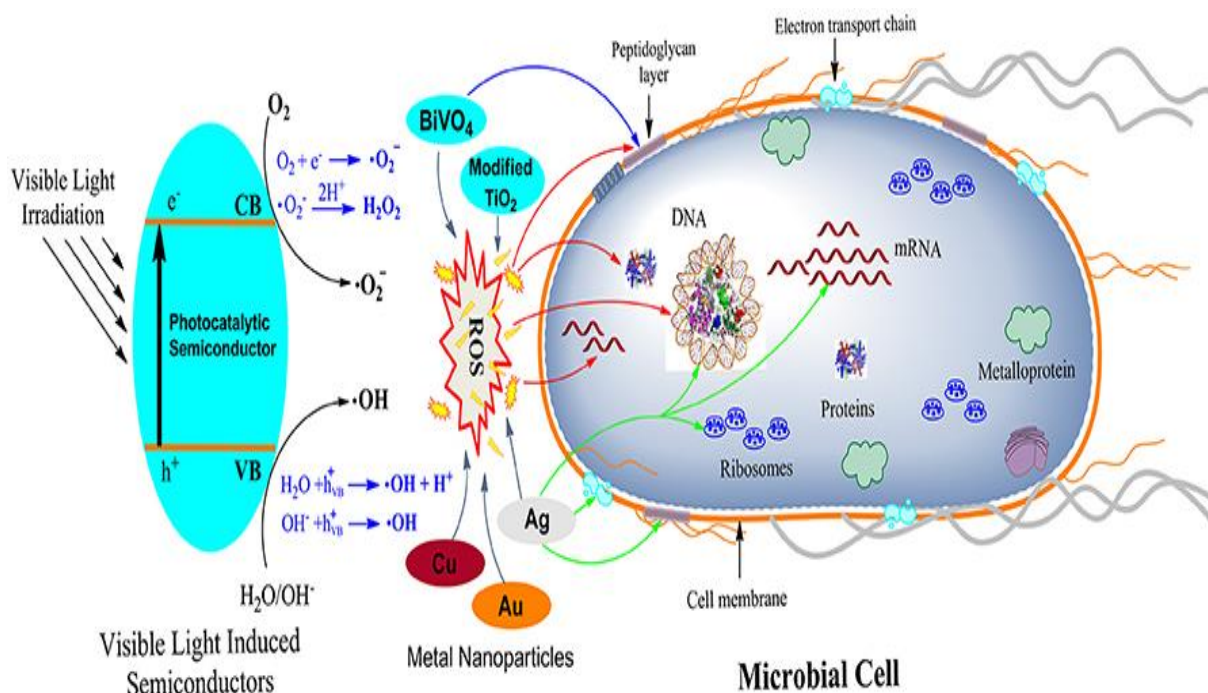 Visible Light
Irradiation
O₂
O₂ + e⁻ → ·O₂⁻
·O₂⁻ 2H⁺ → H₂O₂
e⁻
CB
·O₂⁻
Photocatalytic
Semiconductor
·OH
h⁺
VB
H₂O + h⁺VB → ·OH + H⁺
OH⁻ + h⁺VB → ·OH
H₂O/OH⁻
Visible Light Induced
Semiconductors
BiVO₄
Modified
TiO₂
ROS
Ag
Cu
Au
Metal Nanoparticles
Peptidoglycan
layer
Electron transport chain
DNA
mRNA
Metalloprotein
Proteins
Ribosomes
Cell membrane
Microbial Cell